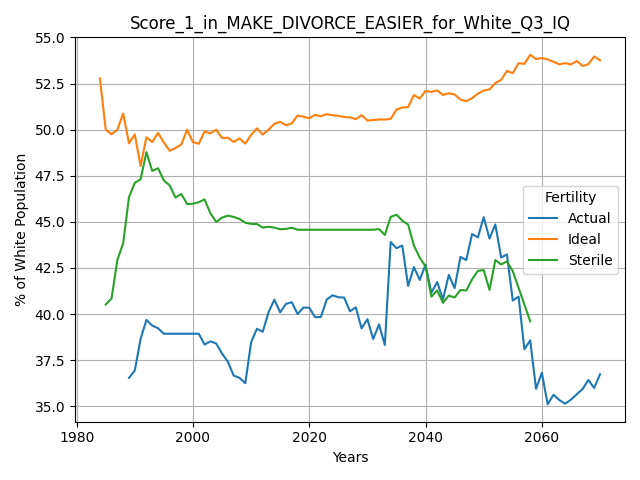 Score_1_in_MAKE_DIVORCE_EASIER_for_White_Q3_IQ
% of White Population
55.0
52.5
50.0
47.5
45.0
42.5
40.0
37.5
35.0
Fertility
Actual
Ideal
Sterile
1980
2000
2020
2040
2060
Years